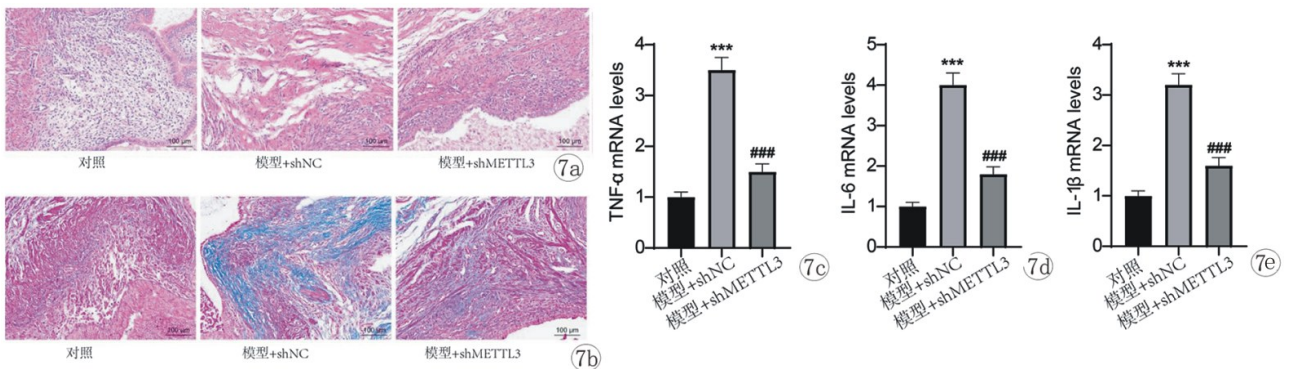 100 μm
100 μm
100 μm
对照
模型+shNC
模型+shMETTL3
7a
200 μm
100 μm
100 μm
对照
模型+shNC
模型+shMETTL3
7b
TNF-α mRNA levels
4
3
2
1
0
***
###
对照
模型+shNC
模型+shMETTL3
7c
IL-6 mRNA levels
5
4
3
2
1
0
***
###
对照
模型+shNC
模型+shMETTL3
7d
IL-1β mRNA levels
4
3
2
1
0
***
###
对照
模型+shNC
模型+shMETTL3
7e